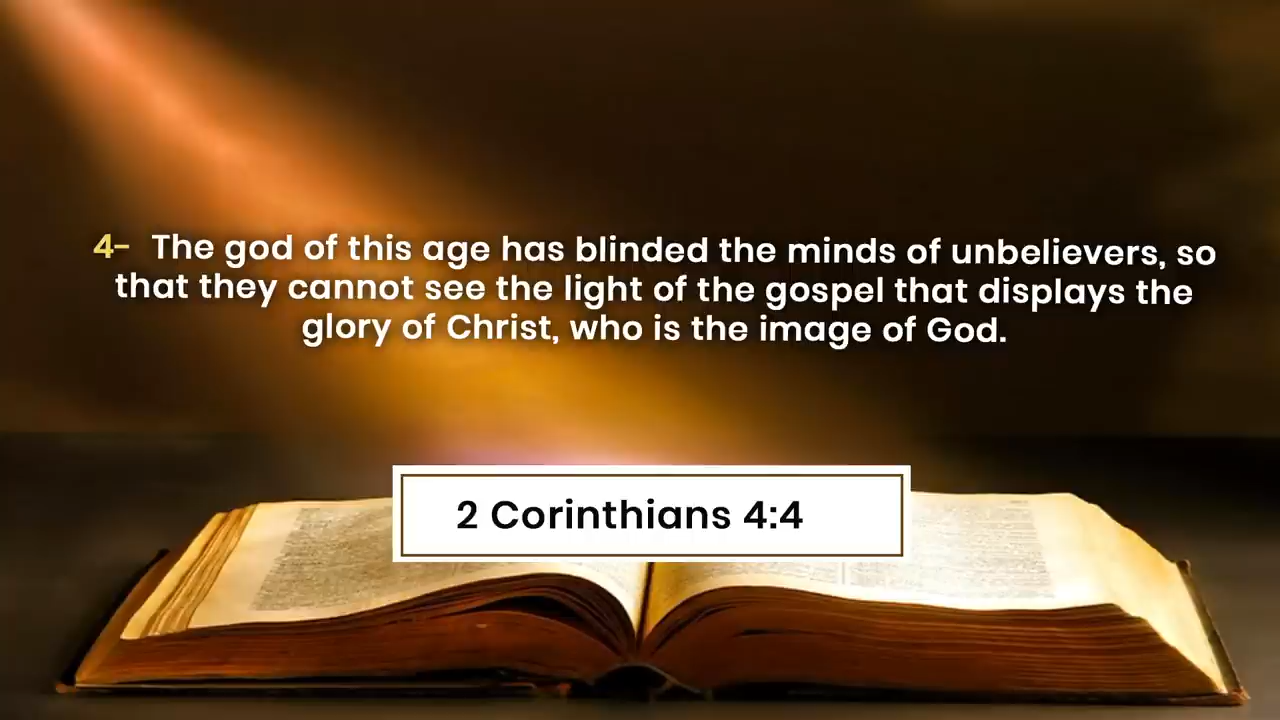 4- The god of this age has blinded the minds of unbelievers, so
that they cannot see the light of the gospel that displays the
glory of Christ, who is the image of God.
2 Corinthians 4:4